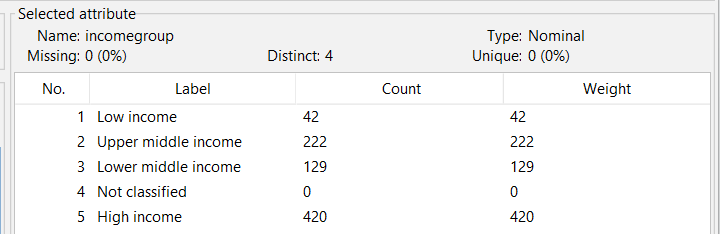 Selected attribute
Name: incomegroup Type: Nominal
Missing: 0 (0%) Distinct: 4 Unique: 0 (0%)
No. Label Count Weight
1 Low income 42 42
2 Upper middle income 222 222
3 Lower middle income 129 129
4 Not classified 0 0
5 High income 420 420